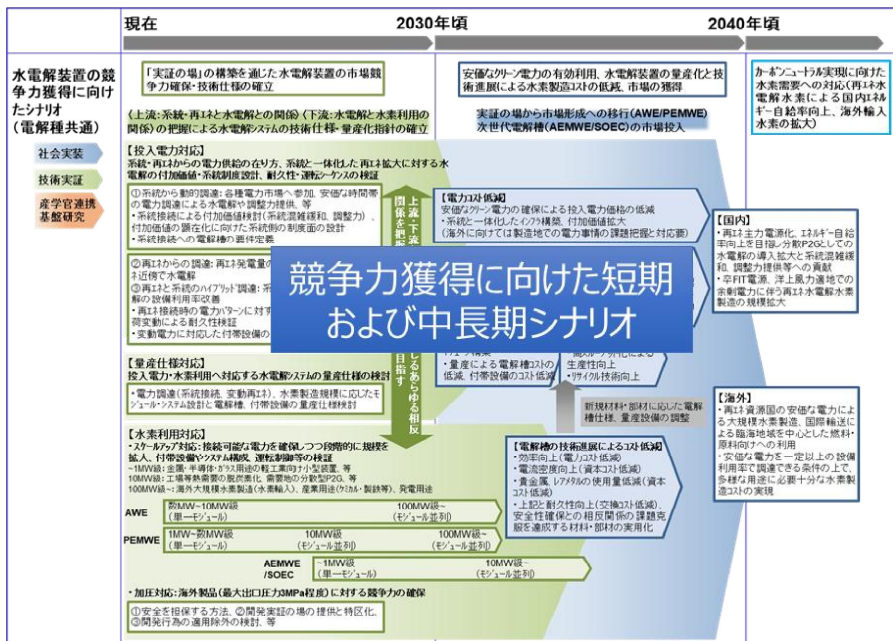 現在
2030年頃
2040年頃
水電解装置の競
争力獲得に向け
たシナリオ
(電解種共通)
社会実装
技術実証
産学官連携
基盤研究
「実証の場」の構築を通じた水電解装置の市場競
争力確保・技術仕様の確立
〈上流:系統・再エネと水電解との関係〉〈下流:水電解と水素利用の
関係〉の把握による水電解システムの技術仕様・量産化指針の確立
安価なクリーン電力の有効利用、水電解装置の量産化と技
術進展による水素製造コストの低減、市場の獲得
実証の場から市場形成への移行(AWE/PEMWE)
次世代電解槽(AEMWE/SOEC)の市場投入
カーボンニュートラル実現に向けた
水素需要への対応(再エネ水
電解水素による国内エネル
ギー自給率向上、海外輸入
水素の拡大)
【投入電力対応】
系統・再エネからの電力供給の在り方、系統と一体化した再エネ拡大に対する水
電解の付加価値・系統制度設計、耐久性・運転シーケンスの検証
①系統から動的調達:各種電力市場へ参加、安価な時間帯
の電力調達による水電解や調整力提供、等
・系統接続による付加価値検討(系統混雑緩和、調整力)、
付加価値の顕在化に向けた系統側の制度面の設計
・系統接続への電解槽の要件定義
②再エネからの調達:再エネ発電量の
ネ近傍で水電解
③再エネと系統のハイブリッド調達:系
解の設備利用率改善
・再エネ接続時の電力パターンに対す
荷変動による耐久性検証
・変動電力に対応した付帯設備の
上流・下流
関係を把握
じるあらゆる相反
目指す
競争力獲得に向けた短期
および中長期シナリオ
【量産仕様対応】
投入電力・水素利用へ対応する水電解システムの量産仕様の検討
・電力調達(系統接続、変動再エネ)、水素製造規模に応じたモ
ジュール・システム設計と電解槽、付帯設備の量産仕様検討
【水素利用対応】
・スケールアップ対応:接続可能な電力を確保しつつ段階的に規模を
拡大、付帯設備やシステム構成、運転制御等の検証
~1MW級:金属・半導体・ガラス用途の軽工業向け小型装置、等
10MW級:工場等熱需要の脱炭素化、需要地の分散型P2G、等
100MW級~:海外大規模水素製造(水素輸入)、産業用途(ケミカル・製鉄等)、発電用途
AWE
数MW~10MW級
(単一モジュール)
100MW級~
(モジュール並列)
PEMWE
1MW~数MW級
(単一モジュール)
10MW級
(モジュール並列)
100MW級~
(モジュール並列)
AEMWE
/SOEC
~1MW級
(単一モジュール)
10MW級~
(モジュール並列)
・加圧対応:海外製品(最大出口圧力3MPa程度)に対する競争力の確保
①安全を担保する方法、②開発実証の場の提供と特区化、
③開発行為の適用除外の検討、等
【電力コスト低減】
安価なクリーン電力の確保による投入電力価格の低減
・系統と一体化したインフラ構築、付加価値拡大
(海外に向けては製造地での電力事情の課題把握と対応要)
・量産による電解槽コストの
低減、付帯設備のコスト低減
生産性向上
・リサイクル技術向上
新規材料・部材に応じた電解
槽仕様、量産設備の調整
【電解槽の技術進展によるコスト低減】
・効率向上(電力コスト低減)
・電流密度向上(資本コスト低減)
・貴金属、レアメタルの使用量低減(資本
コスト低減)
・上記と耐久性向上(交換コスト低減)、
安全性確保との相反関係の課題克
服を達成する材料・部材の実用化
【国内】
・再エネ主力電源化、エネルギー自給
率向上を目指し分散P2Gとしての
水電解の導入拡大と系統混雑緩
和、調整力提供等への貢献
・卒FIT電源、洋上風力適地での
余剰電力に伴う再エネ水電解水素
製造の規模拡大
【海外】
・再エネ資源国の安価な電力によ
る大規模水素製造、国際輸送に
よる臨海地域を中心とした燃料・
原料向けへの利用
・安価な電力を一定以上の設備
利用率で調達できる条件の上で、
多様な用途に必要十分な水素製
造コストの実現